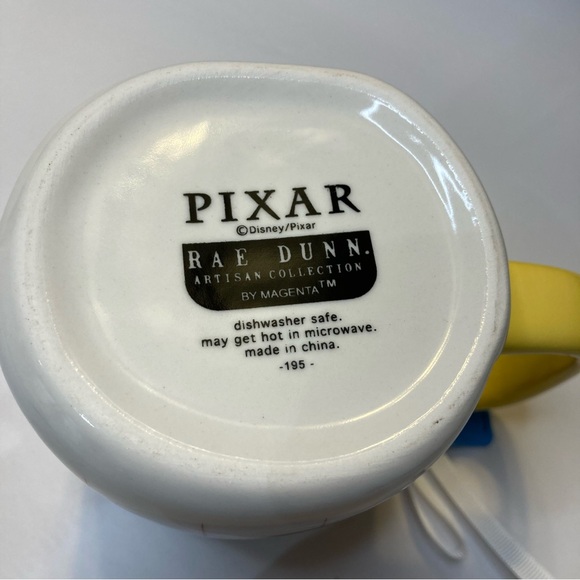 PIXAR
©Disney/Pixar
RAE DUNN.
ARTISAN COLLECTION
BY MAGENTA™
dishwasher safe.
may get hot in microwave.
made in china.
-195 -